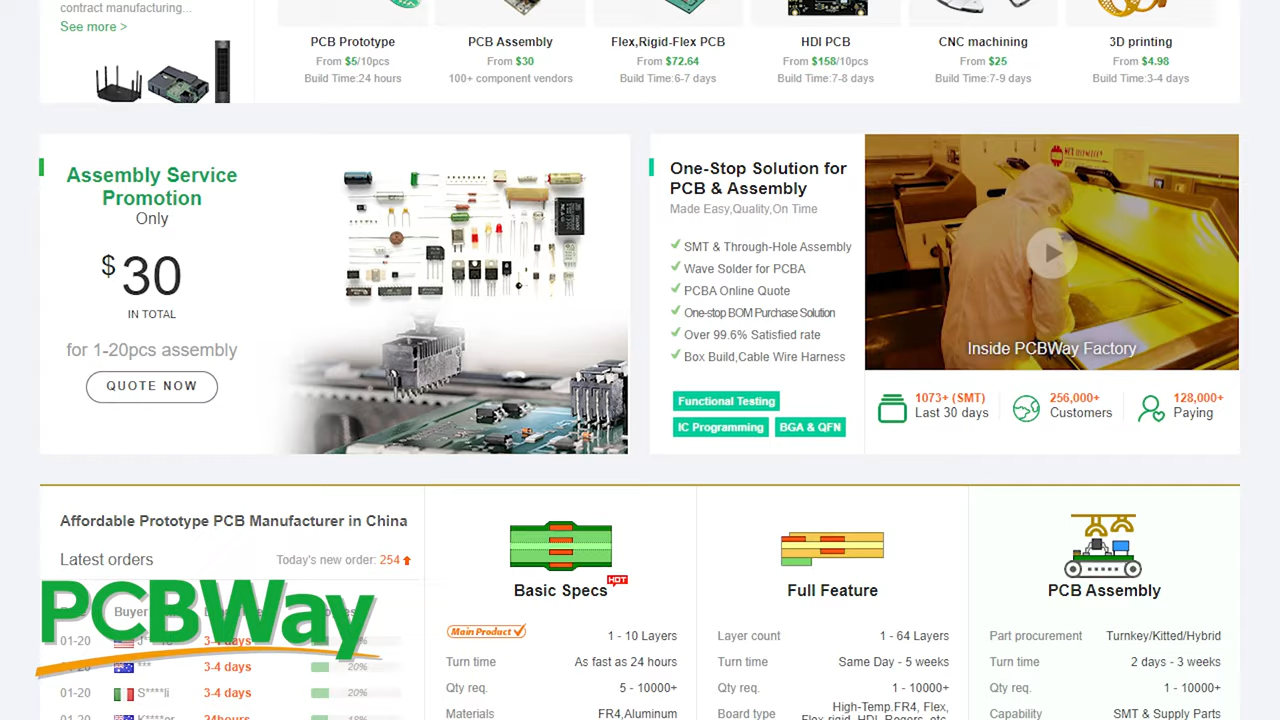 contract manufacturing...
See more >
PCB Prototype
From $5/10pcs
Build Time:24 hours
PCB Assembly
From $30
100+ component vendors
Flex,Rigid-Flex PCB
From $72.64
Build Time:6-7 days
HDI PCB
From $158/10pcs
Build Time:7-8 days
CNC machining
From $25
Build Time:7-9 days
3D printing
From $4.98
Build Time:3-4 days
Assembly Service
Promotion
Only
$30
IN TOTAL
for 1-20pcs assembly
QUOTE NOW
One-Stop Solution for
PCB & Assembly
Made Easy,Quality,On Time
SMT & Through-Hole Assembly
Wave Solder for PCBA
PCBA Online Quote
One-stop BOM Purchase Solution
Over 99.6% Satisfied rate
Box Build,Cable Wire Harness
Functional Testing
IC Programming
BGA & QFN
Inside PCBWay Factory
1073+ (SMT)
Last 30 days
256,000+
Customers
128,000+
Paying
Affordable Prototype PCB Manufacturer in China
Latest orders
Today's new order: 254
PCBWay
Buyer
01-20
3-4 days
01-20 *** 3-4 days 20%
01-20 S****li 3-4 days 20%
HOT
Basic Specs
Main Product
1 - 10 Layers
Turn time As fast as 24 hours
Qty req. 5 - 10000+
Materials FR4,Aluminum
Full Feature
Layer count 1 - 64 Layers
Turn time Same Day - 5 weeks
Qty req. 1 - 10000+
Board type High-Temp.FR4, Flex,
Flex-rigid, HDI, Rogers, etc.
PCB Assembly
Part procurement Turnkey/Kitted/Hybrid
Turn time 2 days - 3 weeks
Qty req. 1 - 10000+
Capability SMT & Supply Parts